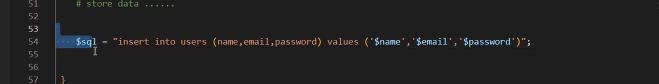 51 # store data ......
52
53
54 $sql = "insert into users (name,email,password) values ('$name','$email','$password')";
55
56
57 }